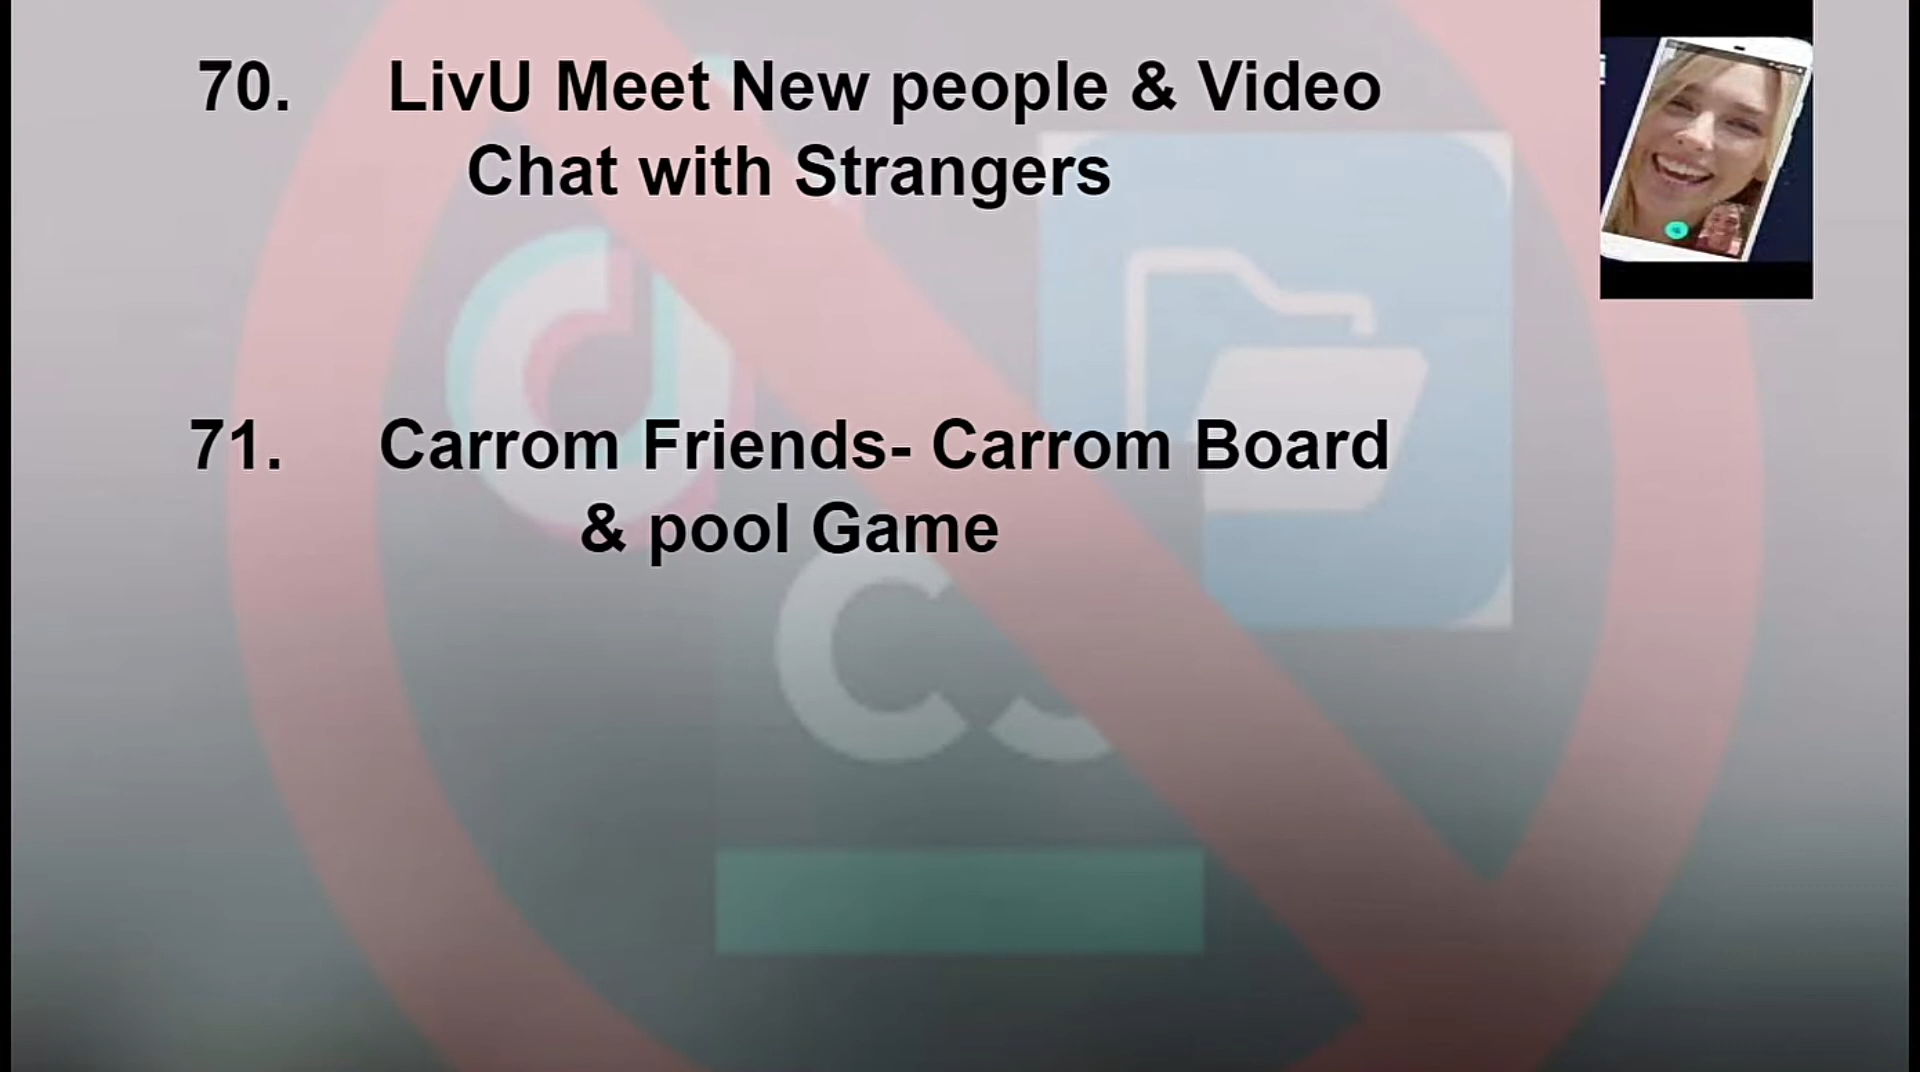 70. LivU Meet New people & Video
Chat with Strangers
71. Carrom Friends- Carrom Board
& pool Game